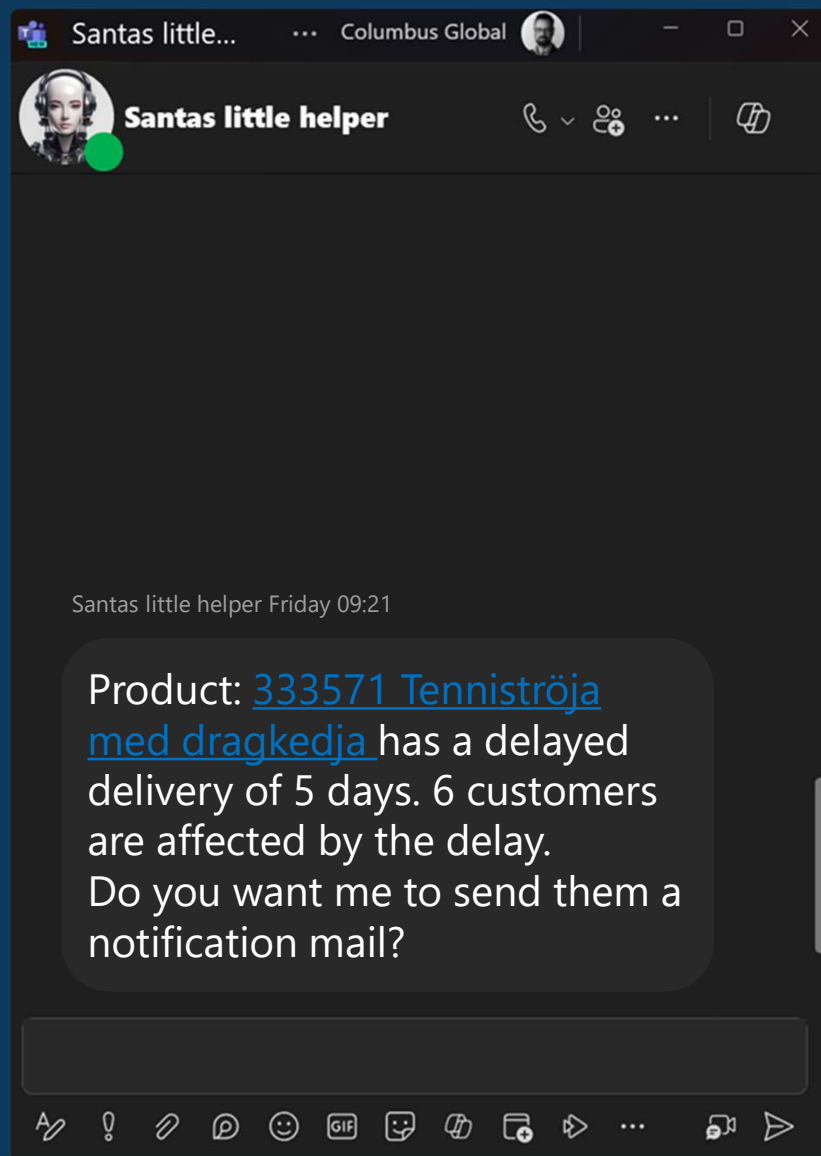 Santas little... ... Columbus Global
Santas little helper
Santas little helper Friday 09:21
Product: 333571 Tenniströja
med dragkedja has a delayed
delivery of 5 days. 6 customers
are affected by the delay.
Do you want me to send them a
notification mail?
GIF